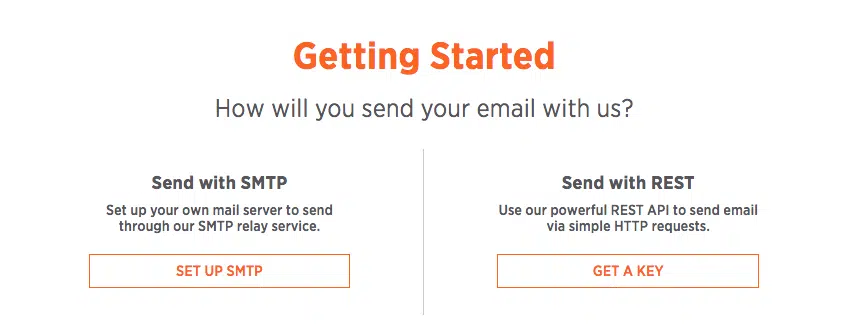 Getting Started
How will you send your email with us?
Send with SMTP
Set up your own mail server to send
through our SMTP relay service.
SET UP SMTP
Send with REST
Use our powerful REST API to send email
via simple HTTP requests.
GET A KEY